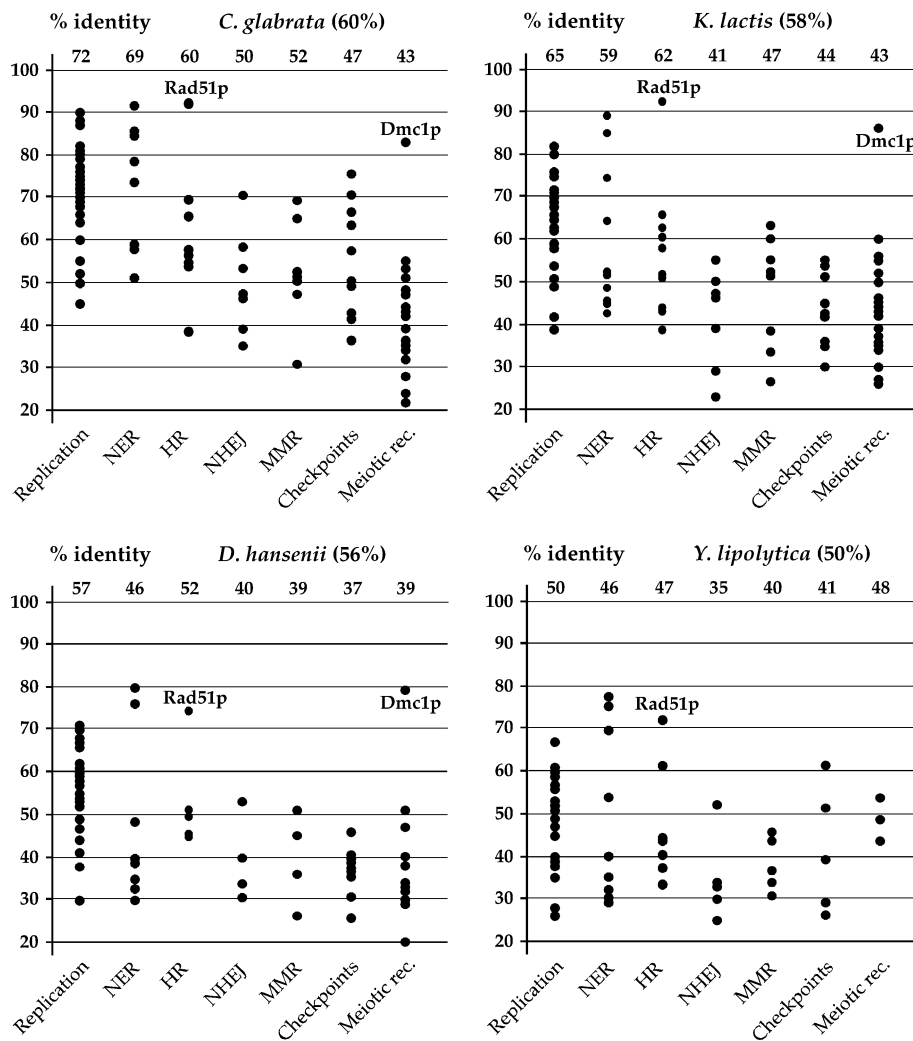 % identity C. glabrata (60%)
72 69 60 50 52 47 43
100
90
80
70
60
50
40
30
20
Rad51p
Dmc1p
Replication
NER
HR
NHEJ
MMR
Checkpoints
Meiotic rec.
% identity K. lactis (58%)
65 59 62 41 47 44 43
100
90
80
70
60
50
40
30
20
Rad51p
Dmc1p
Replication
NER
HR
NHEJ
MMR
Checkpoints
Meiotic rec.
% identity D. hansenii (56%)
57 46 52 40 39 37 39
100
90
80
70
60
50
40
30
20
Rad51p
Dmc1p
Replication
NER
HR
NHEJ
MMR
Checkpoints
Meiotic rec.
% identity Y. lipolytica (50%)
50 46 47 35 40 41 48
100
90
80
70
60
50
40
30
20
Rad51p
Replication
NER
HR
NHEJ
MMR
Checkpoints
Meiotic rec.